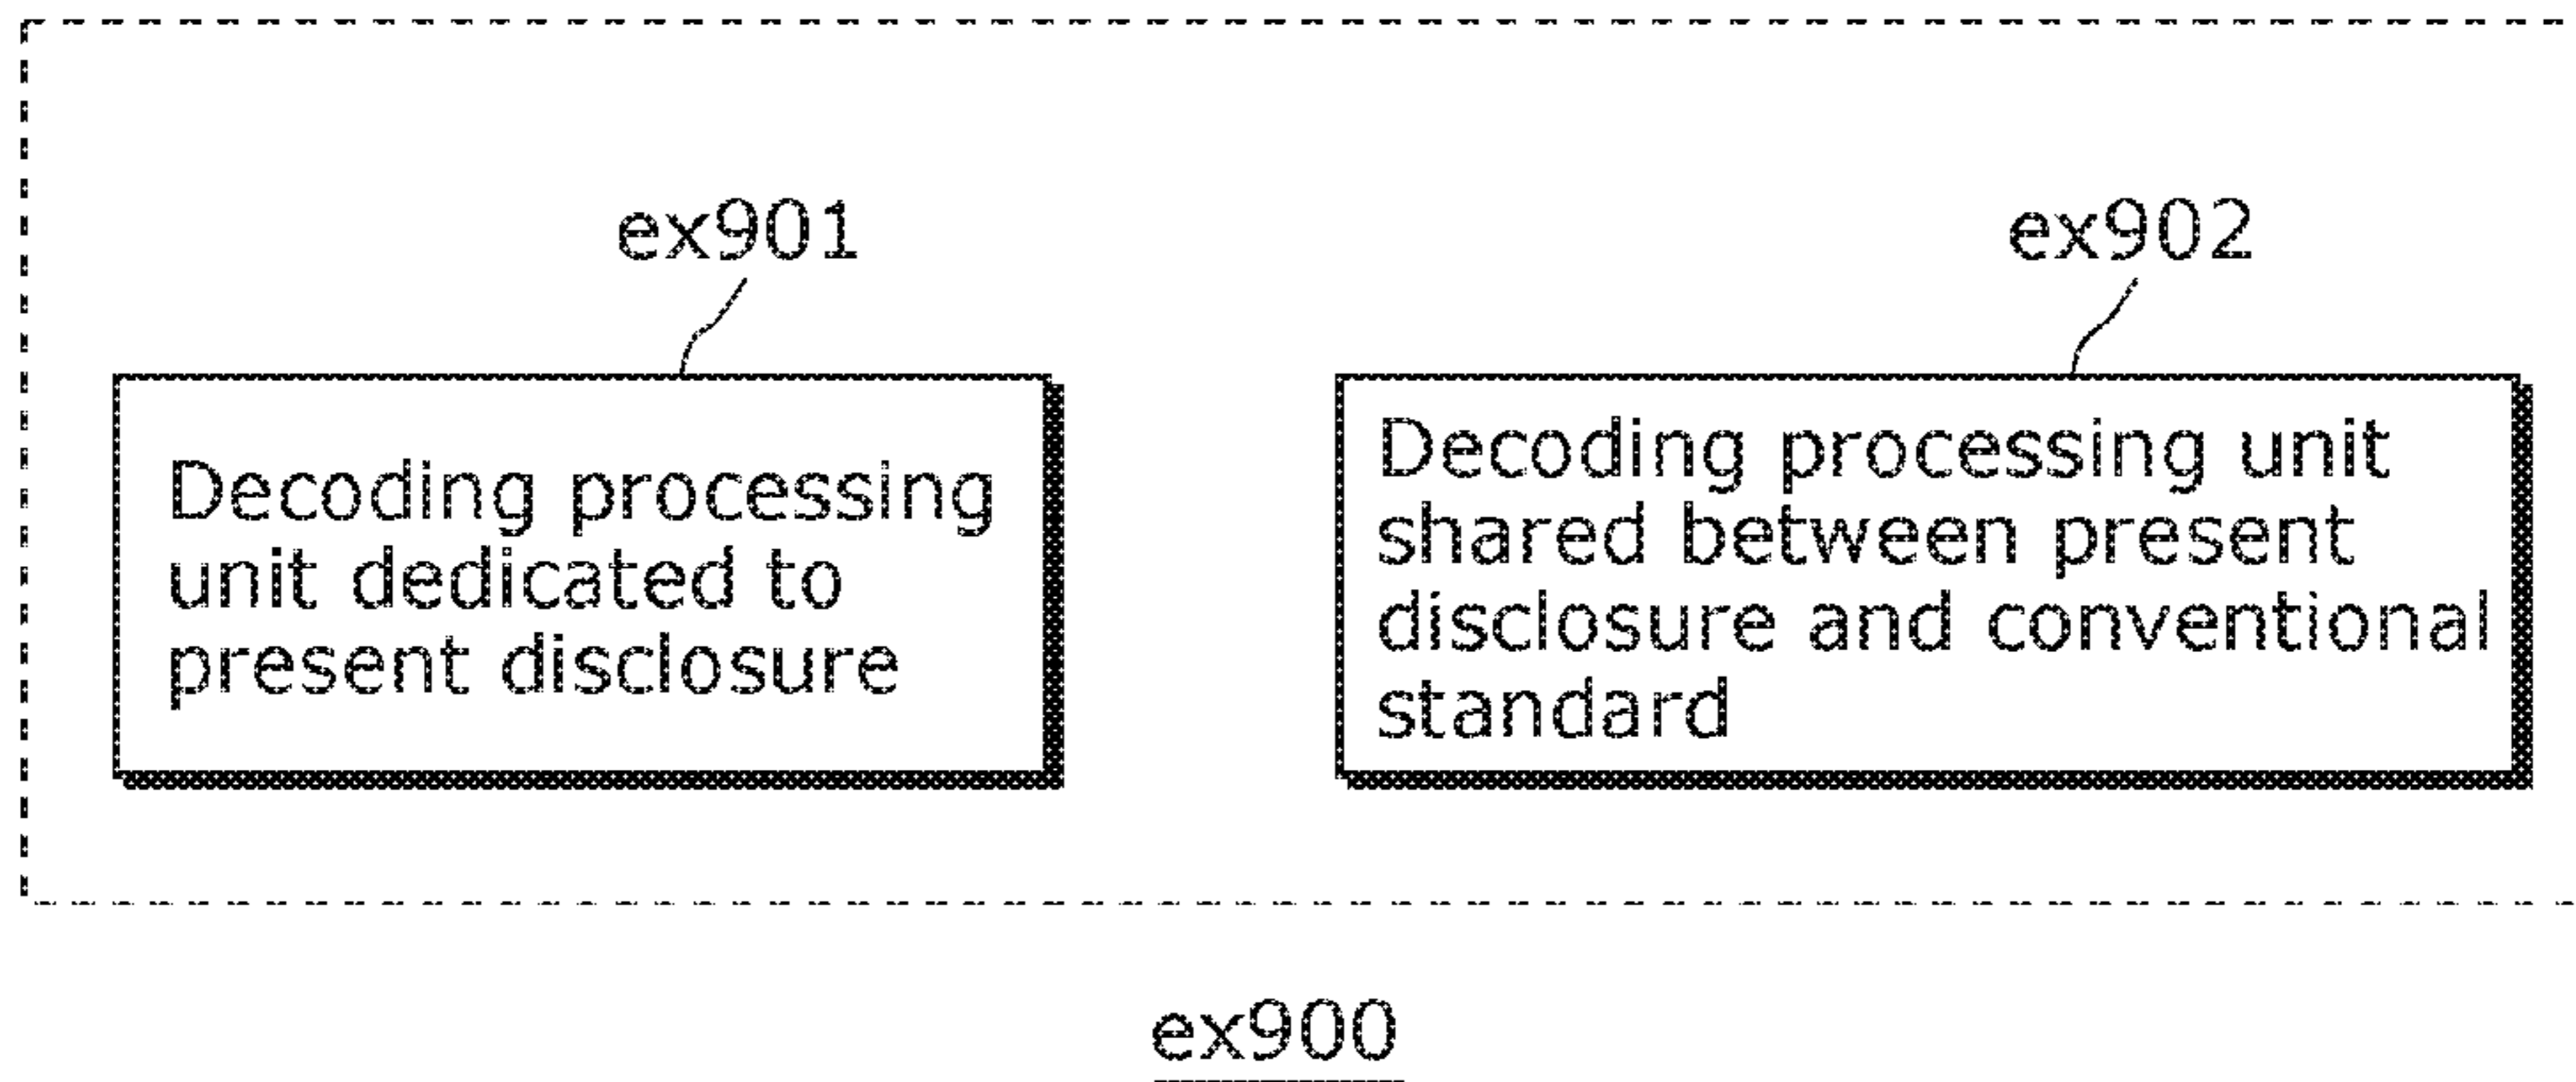 ex901
ex902
Decoding processing
unit dedicated to
present disclosure
Decoding processing unit
shared between present
disclosure and conventional
standard
ex900